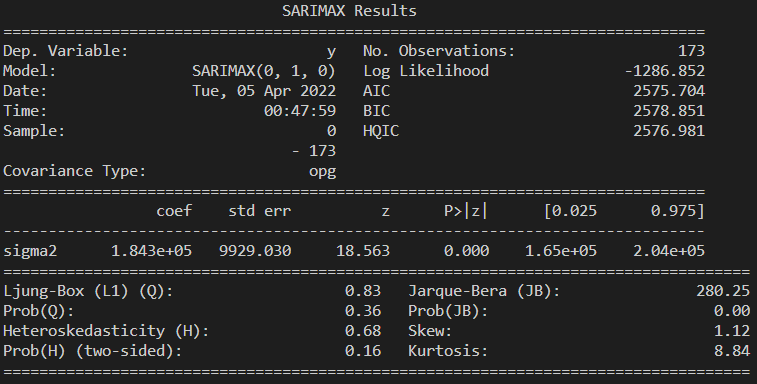 SARIMAX Results
==============================================================================
Dep. Variable: y No. Observations: 173
Model: SARIMAX(0, 1, 0) Log Likelihood -1286.852
Date: Tue, 05 Apr 2022 AIC 2575.704
Time: 00:47:59 BIC 2578.851
Sample: 0 HQIC 2576.981
- 173
Covariance Type: opg
==============================================================================
coef std err z P>|z| [0.025 0.975]
------------------------------------------------------------------------------
sigma2 1.843e+05 9929.030 18.563 0.000 1.65e+05 2.04e+05
===================================================================================
Ljung-Box (L1) (Q): 0.83 Jarque-Bera (JB): 280.25
Prob(Q): 0.36 Prob(JB): 0.00
Heteroskedasticity (H): 0.68 Skew: 1.12
Prob(H) (two-sided): 0.16 Kurtosis: 8.84
===================================================================================